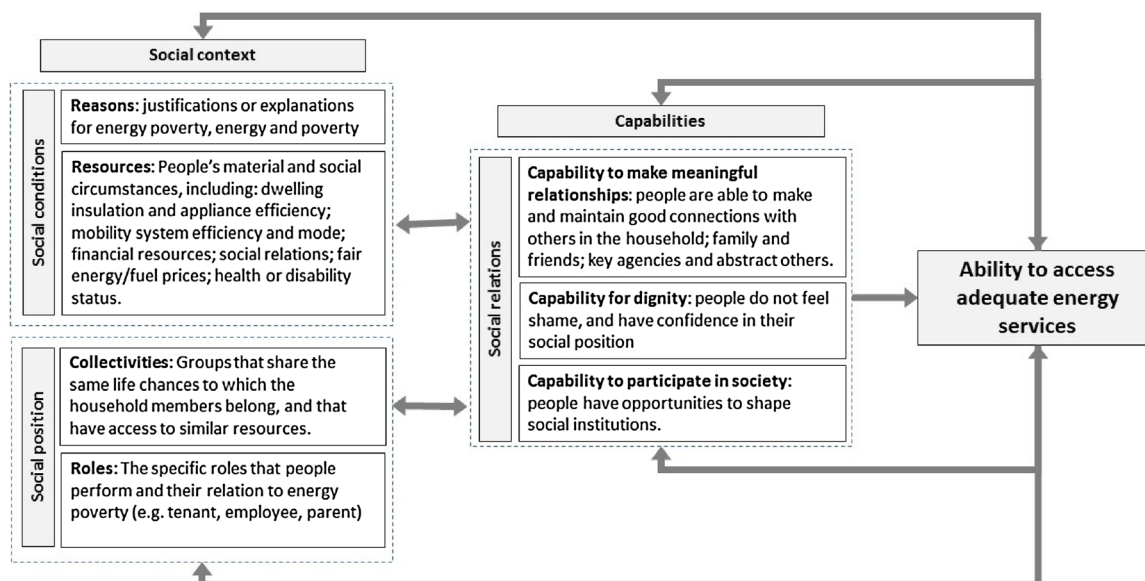 Social context
Social conditions
Reasons: justifications or explanations
for energy poverty, energy and poverty
Resources: People's material and social
circumstances, including: dwelling
insulation and appliance efficiency;
mobility system efficiency and mode;
financial resources; social relations; fair
energy/fuel prices; health or disability
status.
Social position
Collectivities: Groups that share the
same life chances to which the
household members belong, and that
have access to similar resources.
Roles: The specific roles that people
perform and their relation to energy
poverty (e.g. tenant, employee, parent)
Capabilities
Social relations
Capability to make meaningful
relationships: people are able to make
and maintain good connections with
others in the household; family and
friends; key agencies and abstract others.
Capability for dignity: people do not feel
shame, and have confidence in their
social position
Capability to participate in society:
people have opportunities to shape
social institutions.
Ability to access
adequate energy
services